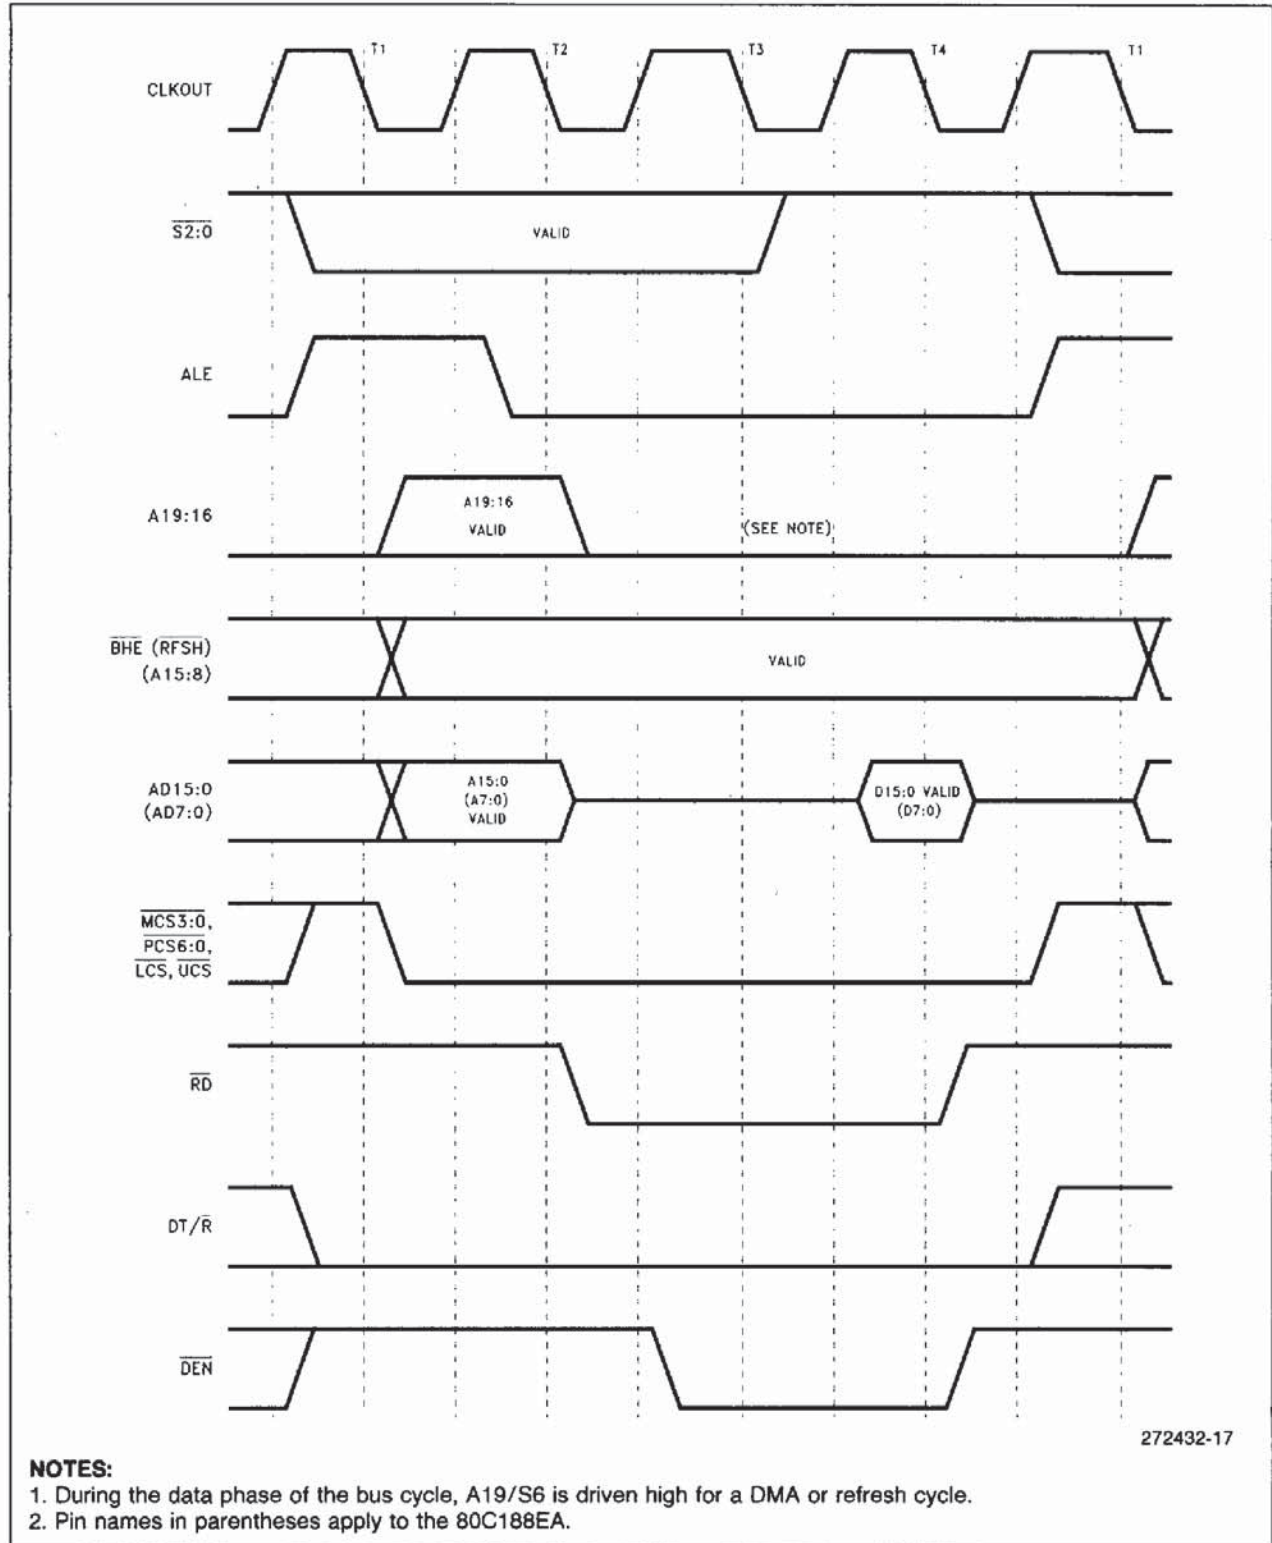 T1 T2 T3 T4 T1
CLKOUT
S2:0
VALID
ALE
A19:16
A19:16
VALID
(SEE NOTE)
BHE (RFSH)
(A15:8)
VALID
AD15:0
(AD7:0)
A15:0
(A7:0)
VALID
D15:0 VALID
(D7:0)
MCS3:0,
PCS6:0,
LCS, UCS
RD
DT/R
DEN
272432-17
NOTES:
1. During the data phase of the bus cycle, A19/S6 is driven high for a DMA or refresh cycle.
2. Pin names in parentheses apply to the 80C188EA.